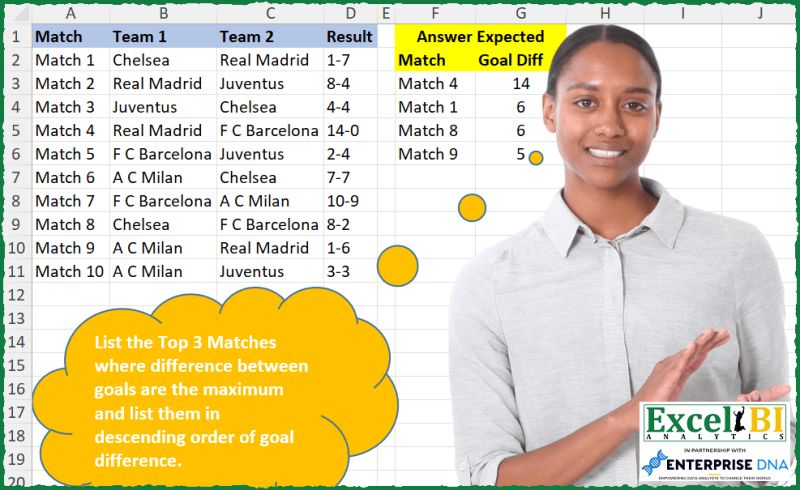 A B C D E F G H I J
1 Match Team 1 Team 2 Result Answer Expected
2 Match 1 Chelsea Real Madrid 1-7 Match Goal Diff
3 Match 2 Real Madrid Juventus 8-4 Match 4 14
4 Match 3 Juventus Chelsea 4-4 Match 1 6
5 Match 4 Real Madrid F C Barcelona 14-0 Match 8 6
6 Match 5 F C Barcelona Juventus 2-4 Match 9 5
7 Match 6 A C Milan Chelsea 7-7
8 Match 7 F C Barcelona A C Milan 10-9
9 Match 8 Chelsea F C Barcelona 8-2
10 Match 9 A C Milan Real Madrid 1-6
11 Match 10 A C Milan Juventus 3-3
12
13
14
15
16
17
18
19
20
List the Top 3 Matches
where difference between
goals are the maximum
and list them in
descending order of goal
difference.
Excel BI
ANALYTICS
IN PARTNERSHIP WITH
ENTERPRISE DNA
EMPOWERING DATA ANALYSTS TO CHANGE THEIR WORLD